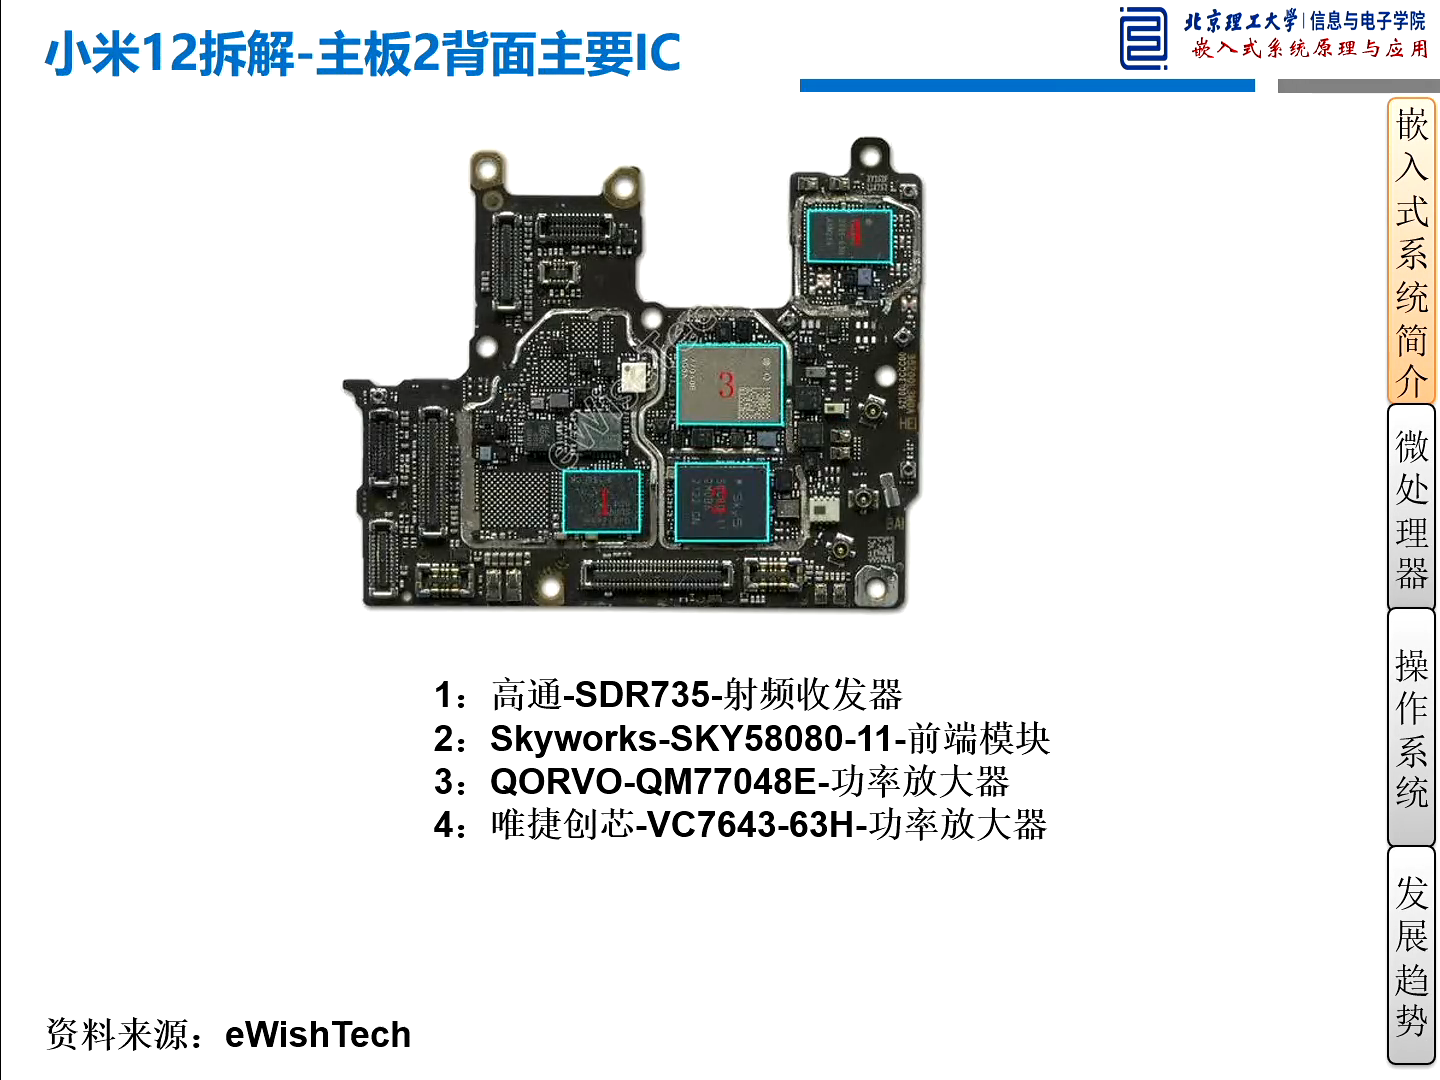 小米12拆解-主板2背面主要IC
北京理工大学 信息与电子学院
嵌入式系统原理与应用
嵌入式系统简介
微处理器
操作系统
发展趋势
eWisTech
1
3
Sky5
1：高通-SDR735-射频收发器
2：Skyworks-SKY58080-11-前端模块
3：QORVO-QM77048E-功率放大器
4：唯捷创芯-VC7643-63H-功率放大器
资料来源：eWishTech